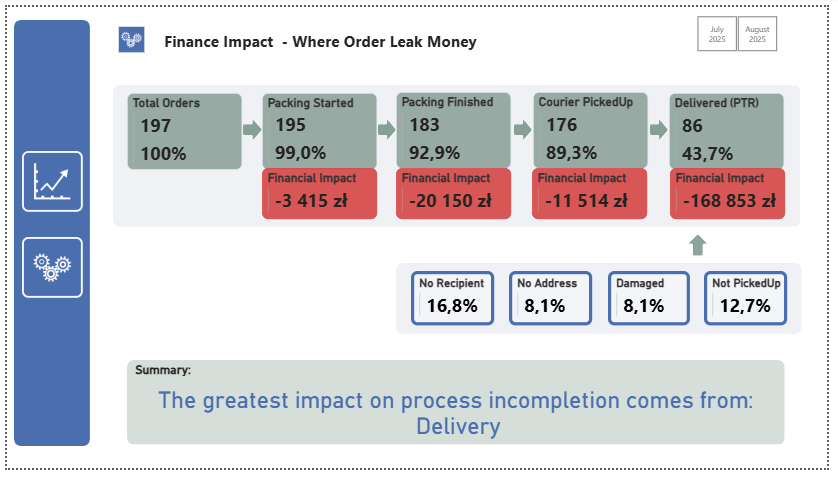 Finance Impact - Where Order Leak Money
July
2025
August
2025
Total Orders
197
100%
Packing Started
195
99,0%
Financial Impact
-3 415 zł
Packing Finished
183
92,9%
Financial Impact
-20 150 zł
Courier PickedUp
176
89,3%
Financial Impact
-11 514 zł
Delivered (PTR)
86
43,7%
Financial Impact
-168 853 zł
No Recipient
16,8%
No Address
8,1%
Damaged
8,1%
Not PickedUp
12,7%
Summary:
The greatest impact on process incompletion comes from:
Delivery